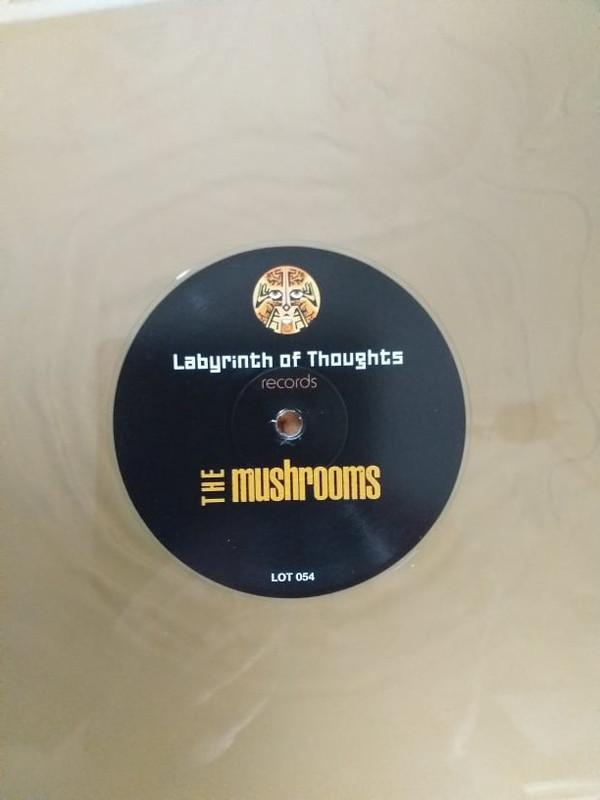 Labyrinth of Thoughts
records
THE mushrooms
LOT 054